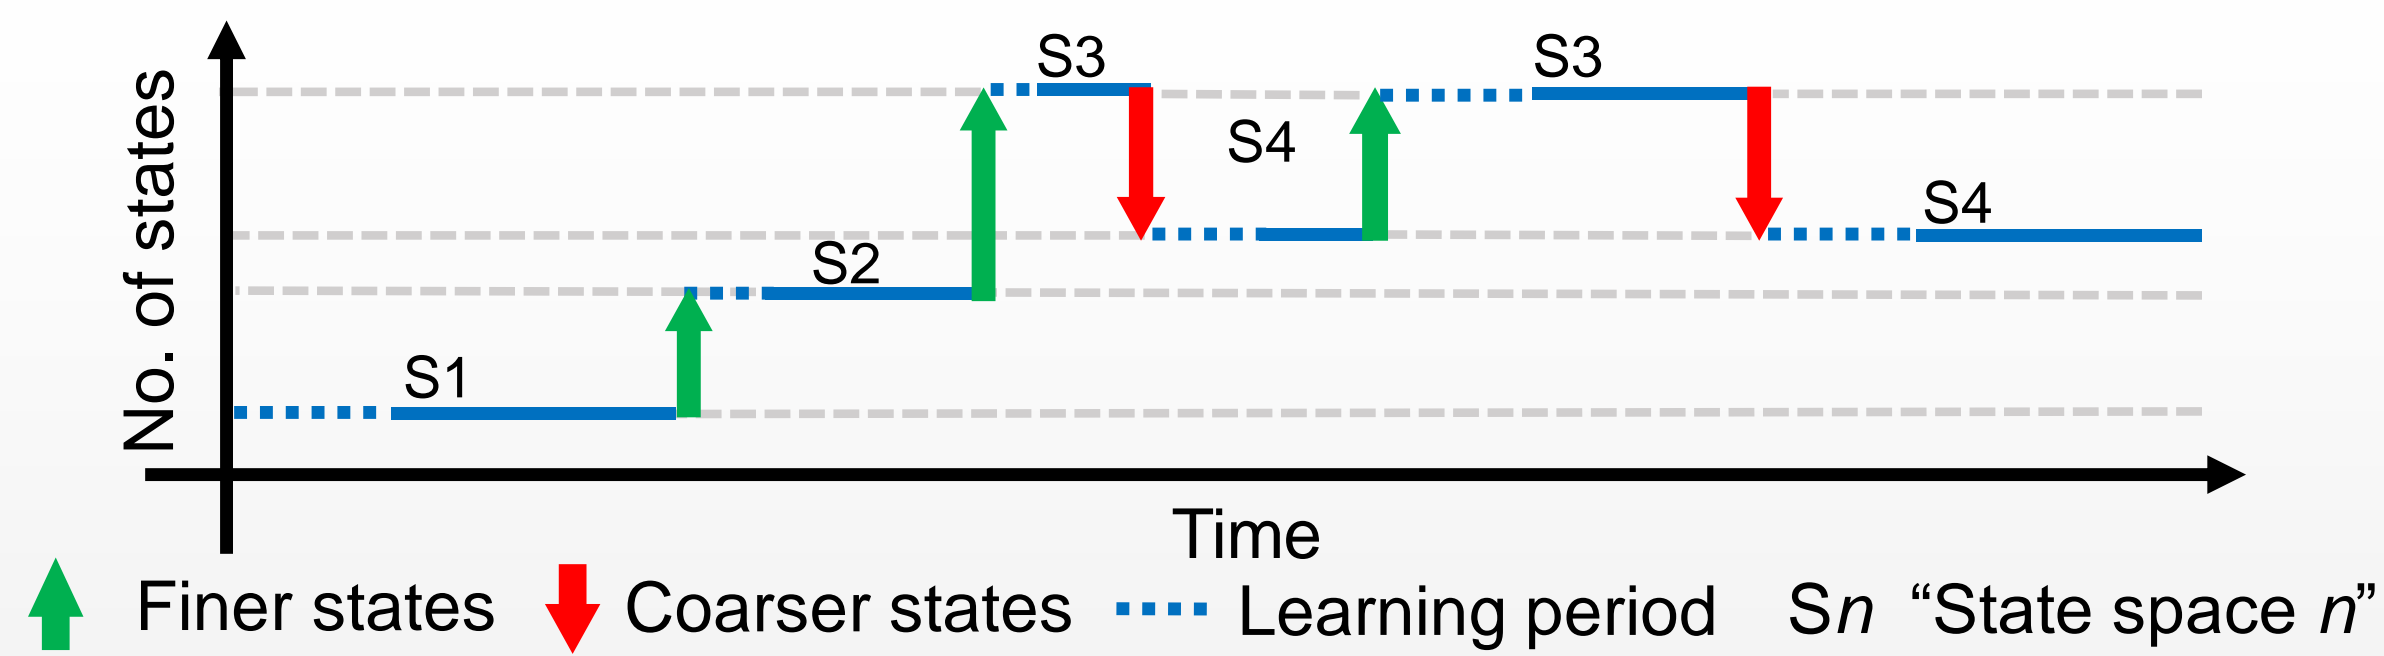 No. of states
S1
S2
S3
S4
S3
S4
Time
Finer states
Coarser states
Learning period
Sn “State space n”